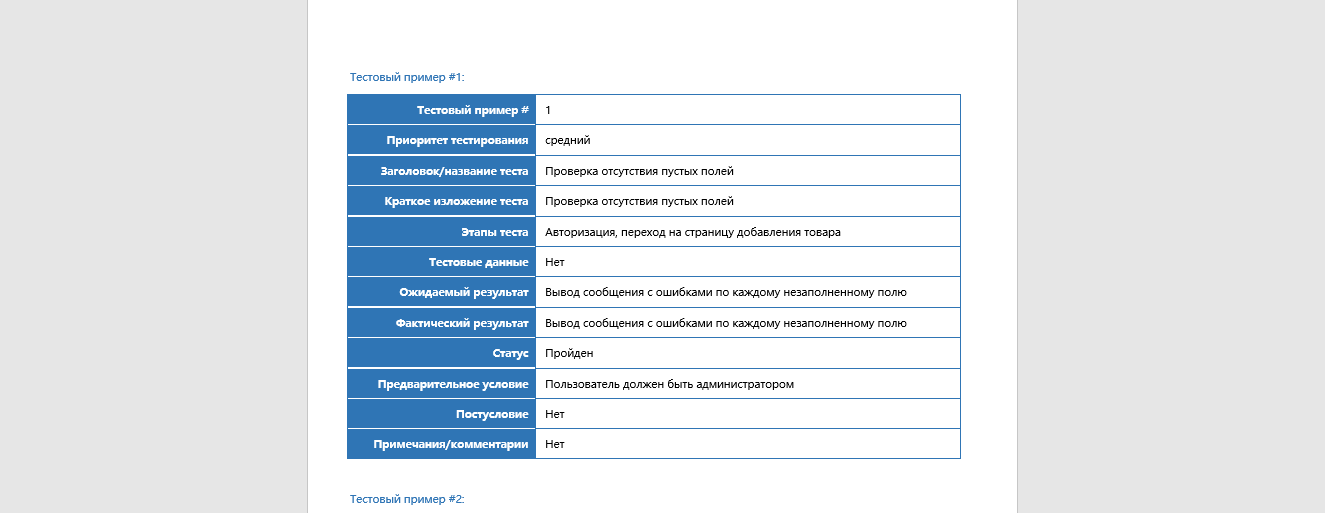 Тестовый пример #1:
Тестовый пример # 1
Приоритет тестирования средний
Заголовок/название теста Проверка отсутствия пустых полей
Краткое изложение теста Проверка отсутствия пустых полей
Этапы теста Авторизация, переход на страницу добавления товара
Тестовые данные Нет
Ожидаемый результат Вывод сообщения с ошибками по каждому незаполненному полю
Фактический результат Вывод сообщения с ошибками по каждому незаполненному полю
Статус Пройден
Предварительное условие Пользователь должен быть администратором
Постусловие Нет
Примечания/комментарии Нет
Тестовый пример #2: